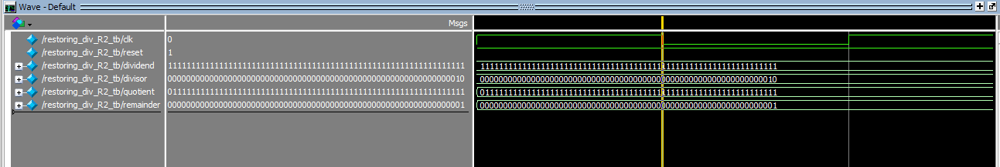 Wave - Default
Msgs
/restoring_div_R2_tb/clk 0
/restoring_div_R2_tb/reset 1
/restoring_div_R2_tb/dividend 1111111111111111111111111111111111111111111111111111111111111111 1111111111111111111111111111111111111111111111111111111111111111
/restoring_div_R2_tb/divisor 0000000000000000000000000000000000000000000000000000000000000010 0000000000000000000000000000000000000000000000000000000000000010
/restoring_div_R2_tb/quotient 0111111111111111111111111111111111111111111111111111111111111111 0111111111111111111111111111111111111111111111111111111111111111
/restoring_div_R2_tb/remainder 0000000000000000000000000000000000000000000000000000000000000001 0000000000000000000000000000000000000000000000000000000000000001